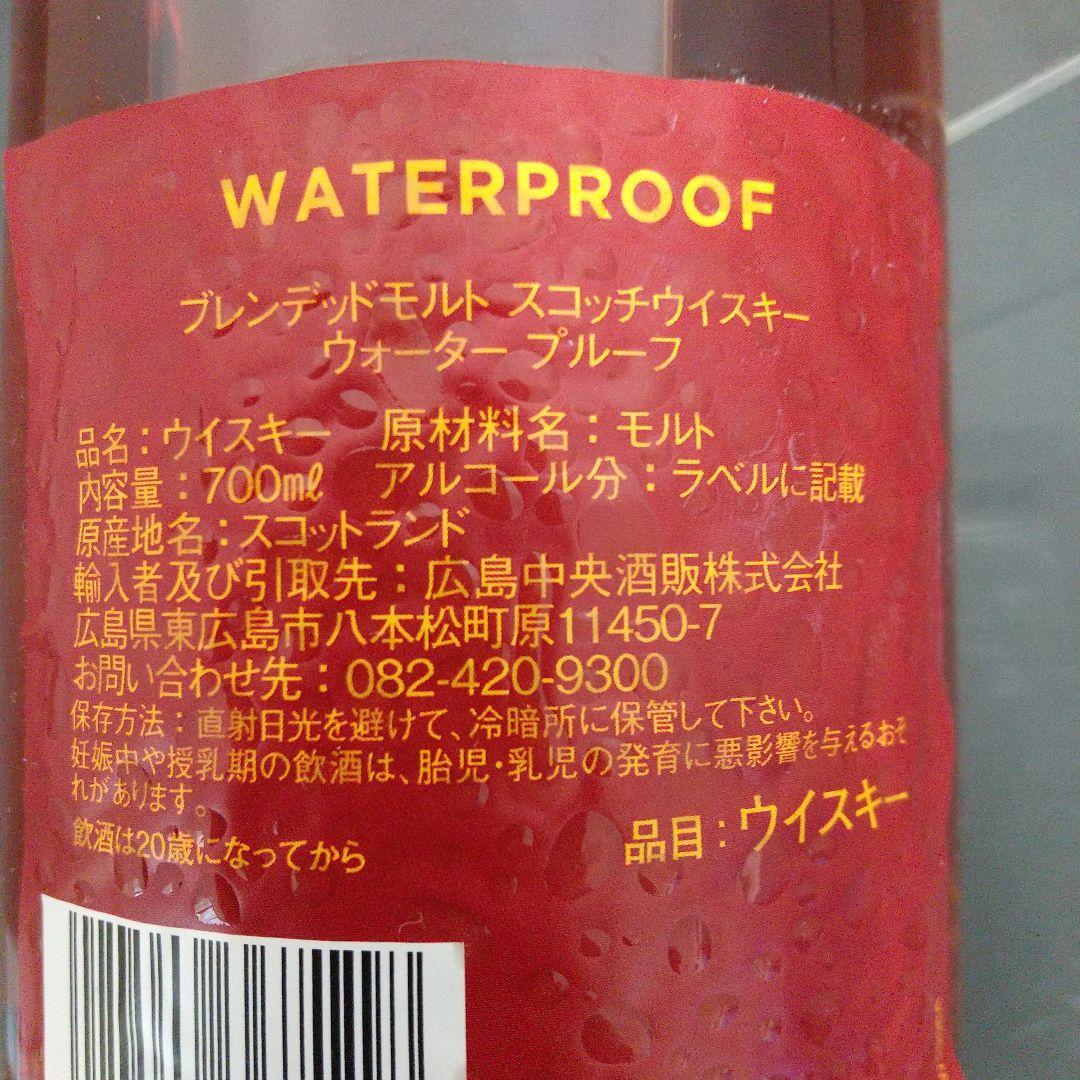 WATERPROOF
ブレンデッドモルト スコッチウイスキー
ウォーター プルーフ
品名：ウイスキー　原材料名：モルト
内容量：700㎖　アルコール分：ラベルに記載
原産地名：スコットランド
輸入者及び引取先：広島中央酒販株式会社
広島県東広島市八本松町原11450-7
お問い合わせ先：082-420-9300
保存方法：直射日光を避けて、冷暗所に保管して下さい。
妊娠中や授乳期の飲酒は、胎児・乳児の発育に悪影響を与えるおそ
れがあります。
飲酒は20歳になってから
品目：ウイスキー